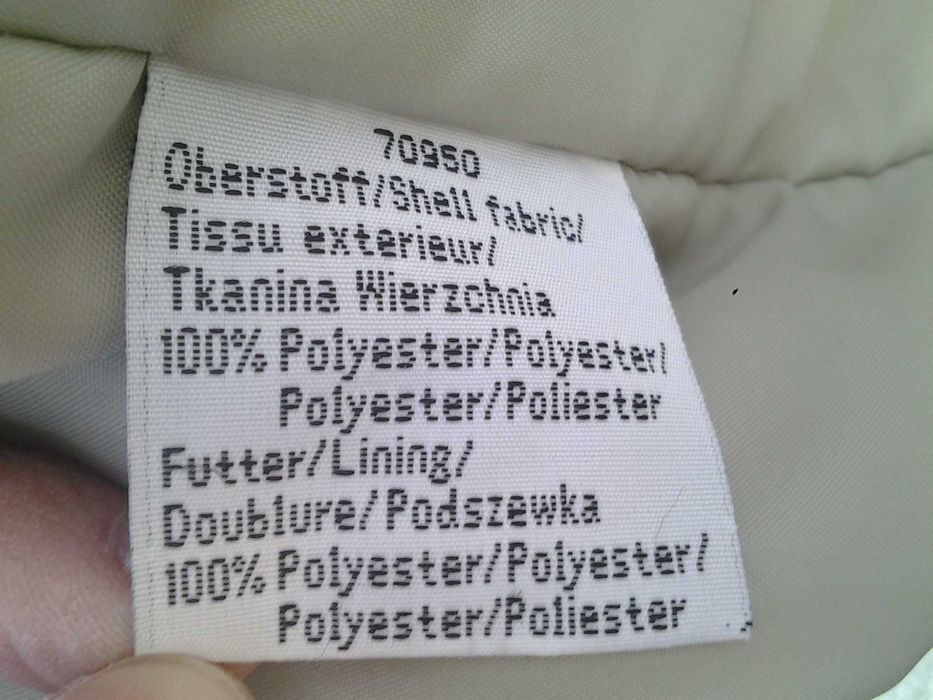 70960
Oberstoff/Shell fabric/
Tissu exterieur/
Tkanina Wierzchnia
100% Polyester/Polyester/
Polyester/Poliester
Futter/Lining/
Doublure/Podszewka
100% Polyester/Polyester/
Polyester/Poliester